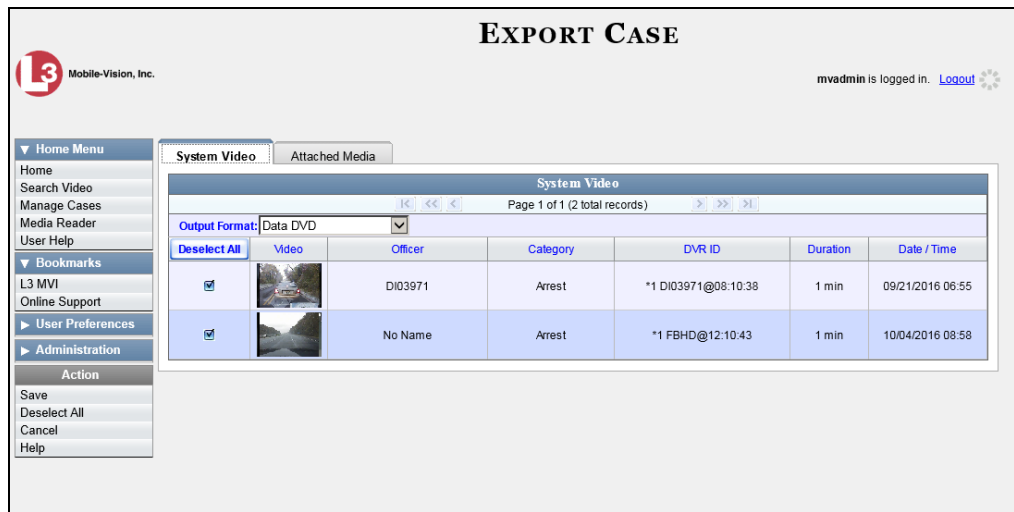 EXPORT CASE
L3 Mobile-Vision, Inc.
mvadmin is logged in. Logout
▼ Home Menu
Home
Search Video
Manage Cases
Media Reader
User Help
▼ Bookmarks
L3 MVI
Online Support
▶ User Preferences
▶ Administration
Action
Save
Deselect All
Cancel
Help
System Video Attached Media
System Video
Page 1 of 1 (2 total records)
Output Format: Data DVD
Deselect All Video Officer Category DVR ID Duration Date / Time
DI03971 Arrest *1 DI03971@08:10:38 1 min 09/21/2016 06:55
No Name Arrest *1 FBHD@12:10:43 1 min 10/04/2016 08:58